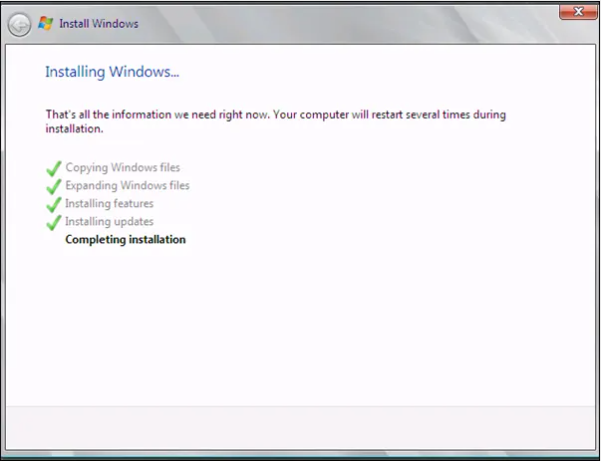 Install Windows
Installing Windows...
That's all the information we need right now. Your computer will restart several times during
installation.
Copying Windows files
Expanding Windows files
Installing features
Installing updates
Completing installation